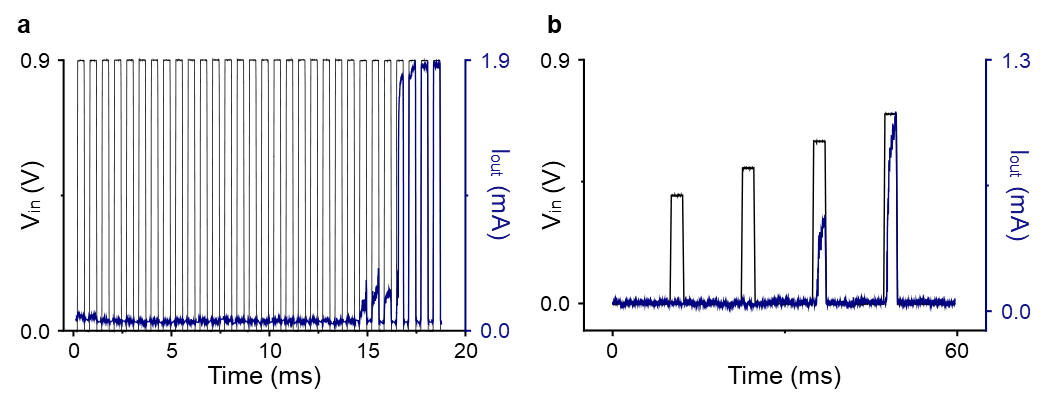 a
0.9
0.0
Vin (V)
1.9
0.0
Iout (mA)
0 5 10 15 20
Time (ms)
b
0.9
0.0
Vin (V)
1.3
0.0
Iout (mA)
0 60
Time (ms)